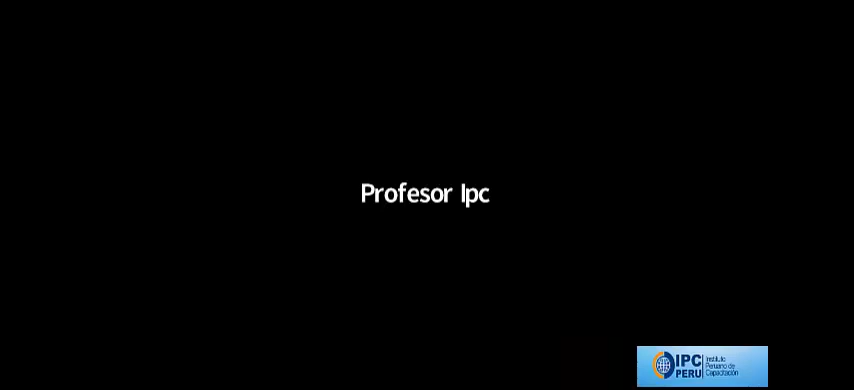 Profesor Ipc
IPC
PERU
Instituto
Peruano de
Capacitación